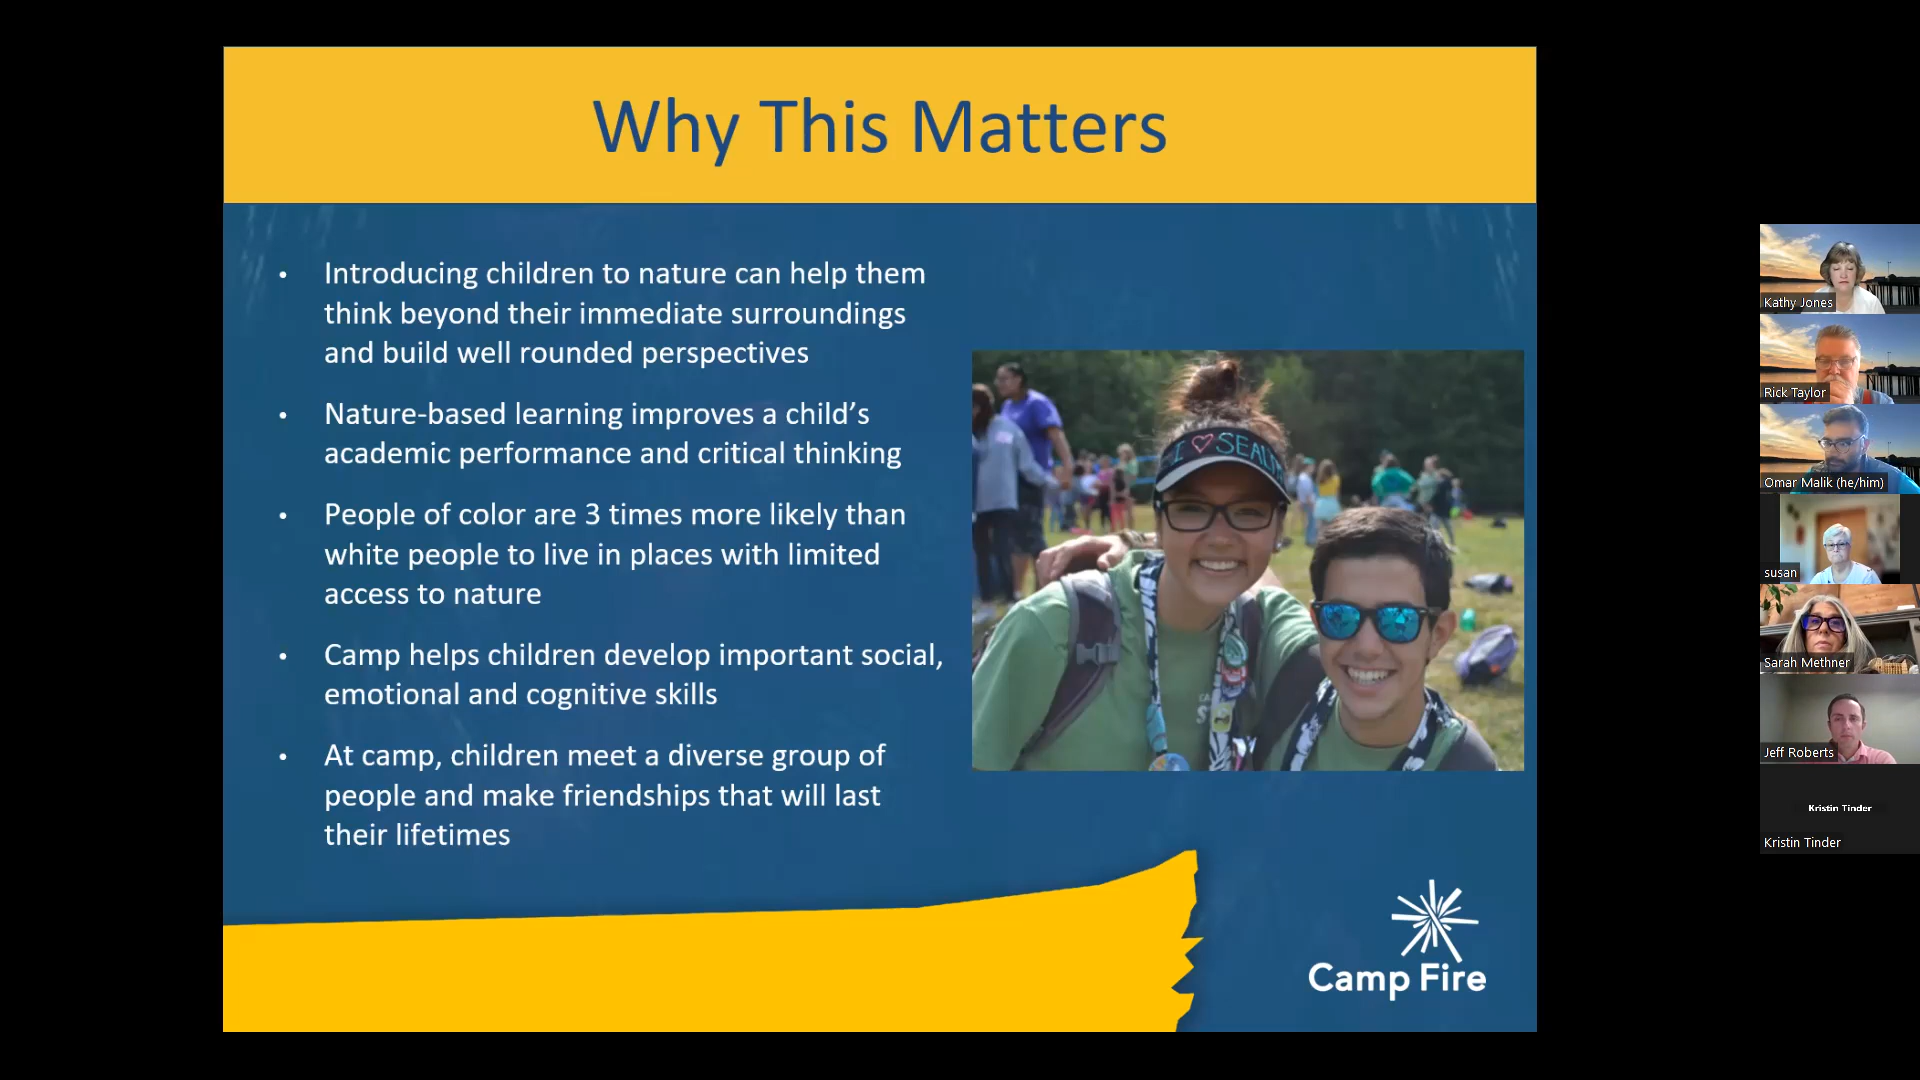 Why This Matters
• Introducing children to nature can help them
think beyond their immediate surroundings
and build well rounded perspectives
• Nature-based learning improves a child’s
academic performance and critical thinking
• People of color are 3 times more likely than
white people to live in places with limited
access to nature
• Camp helps children develop important social,
emotional and cognitive skills
• At camp, children meet a diverse group of
people and make friendships that will last
their lifetimes
I ♡ SEAL
Camp Fire
Kathy Jones
Rick Taylor
Omar Malik (he/him)
susan
Sarah Methner
Jeff Roberts
Kristin Tinder
Kristin Tinder